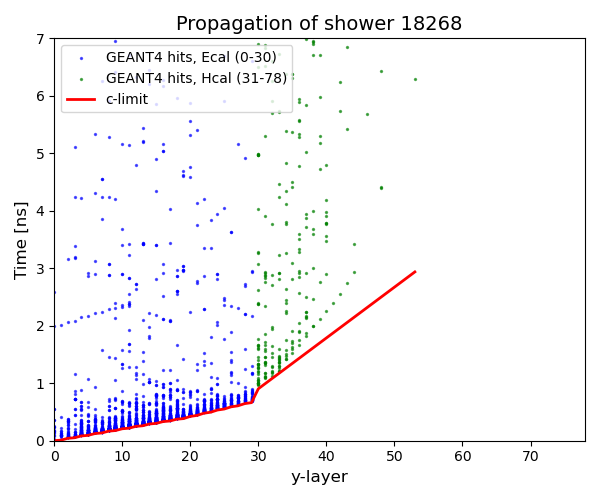 Propagation of shower 18268
GEANT4 hits, Ecal (0-30)
GEANT4 hits, Hcal (31-78)
c-limit
Time [ns]
7
6
5
4
3
2
1
0
0 10 20 30 40 50 60 70
y-layer